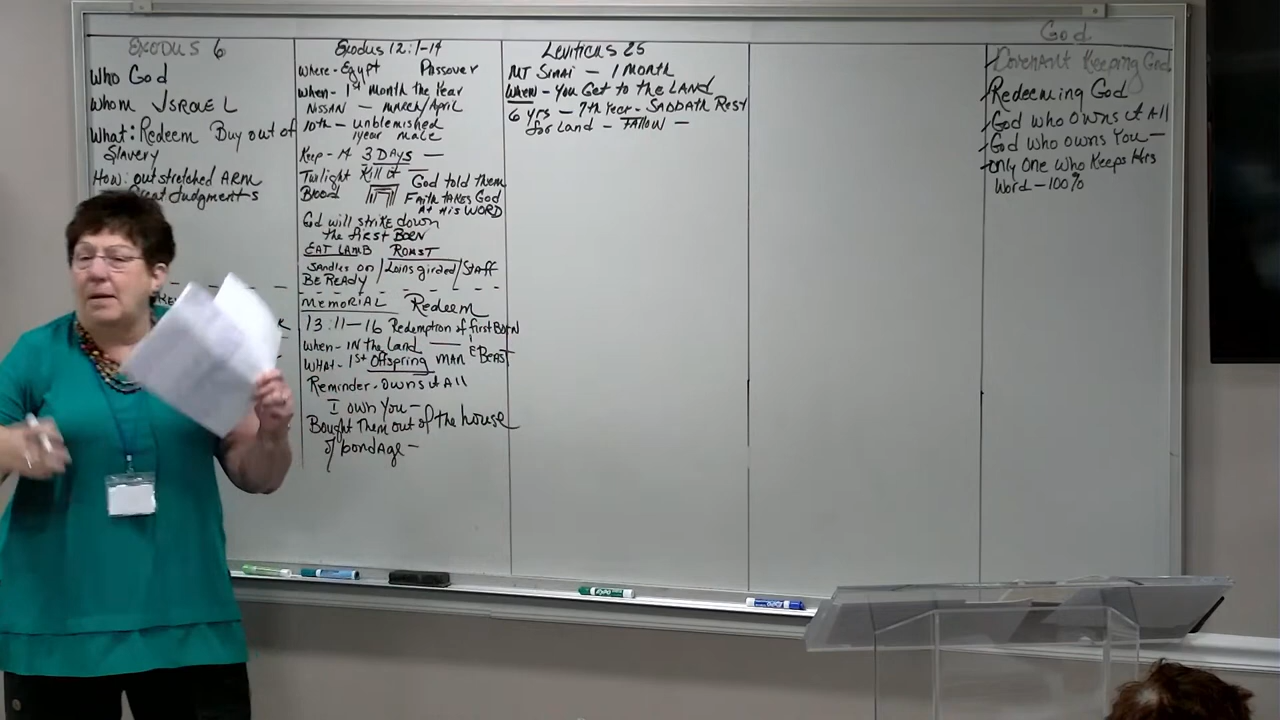 Exodus 6
Who God
Whom Israel
What: Redeem Buy out of
Slavery
How: outstretched ARM
Great Judgments
Exodus 12:1-14
Where - Egypt Passover
When - 1st Month the Year
NISSAN — MARCH/APRIL
10th - unblemished
1 year male
Keep - 14 3 DAYS —
Twilight Kill it —
Blood God told them
Faith TAKES God
At His WORD
God will strike down
the first BORN
EAT LAMB ROAST
Sandles on / Loins girded / Staff
BE READY
MEMORIAL Redeem
13:11-16 Redemption of first BORN
When - IN the Land — & BEAST
WHAT - 1st Offspring MAN
Reminder - Owns it All
I own You —
Bought Them out of the house
of bondage —
Leviticus 25
MT SINAI — 1 Month
When - You Get to the LAND
6 yrs - 7th Year - SABBATH REST
for Land - FALLOW —
God
Covenant Keeping God
Redeeming God
God who owns it All
God who owns You —
only One who Keeps His
Word - 100%